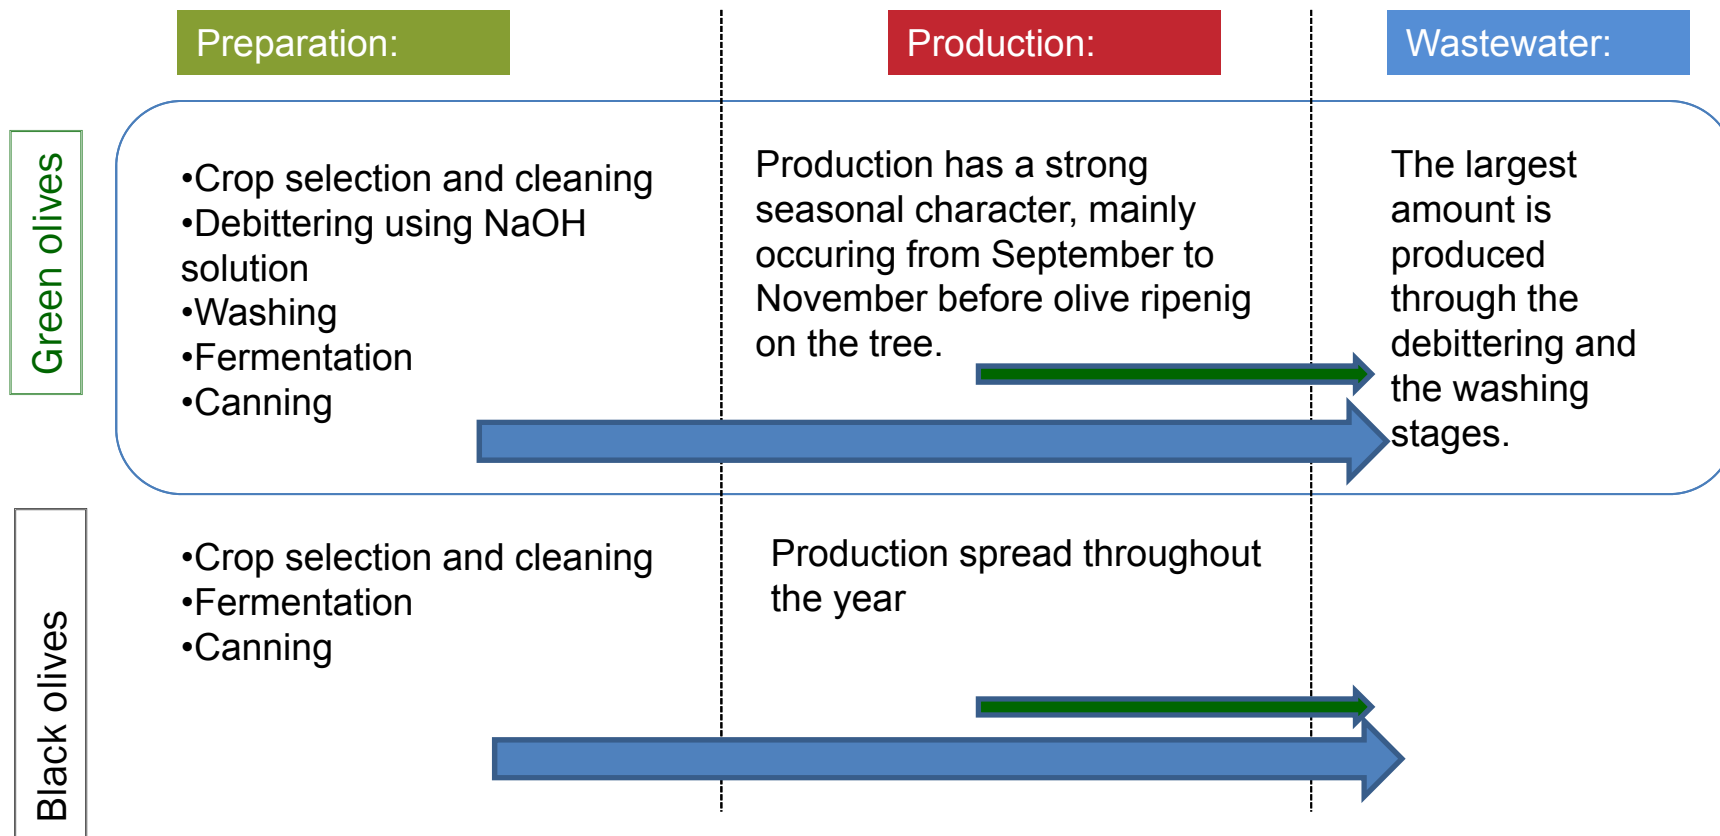 Preparation:
Production:
Wastewater:
Green olives
•Crop selection and cleaning
•Debittering using NaOH
solution
•Washing
•Fermentation
•Canning
Production has a strong
seasonal character, mainly
occuring from September to
November before olive ripenig
on the tree.
The largest
amount is
produced
through the
debittering and
the washing
stages.
Black olives
•Crop selection and cleaning
•Fermentation
•Canning
Production spread throughout
the year